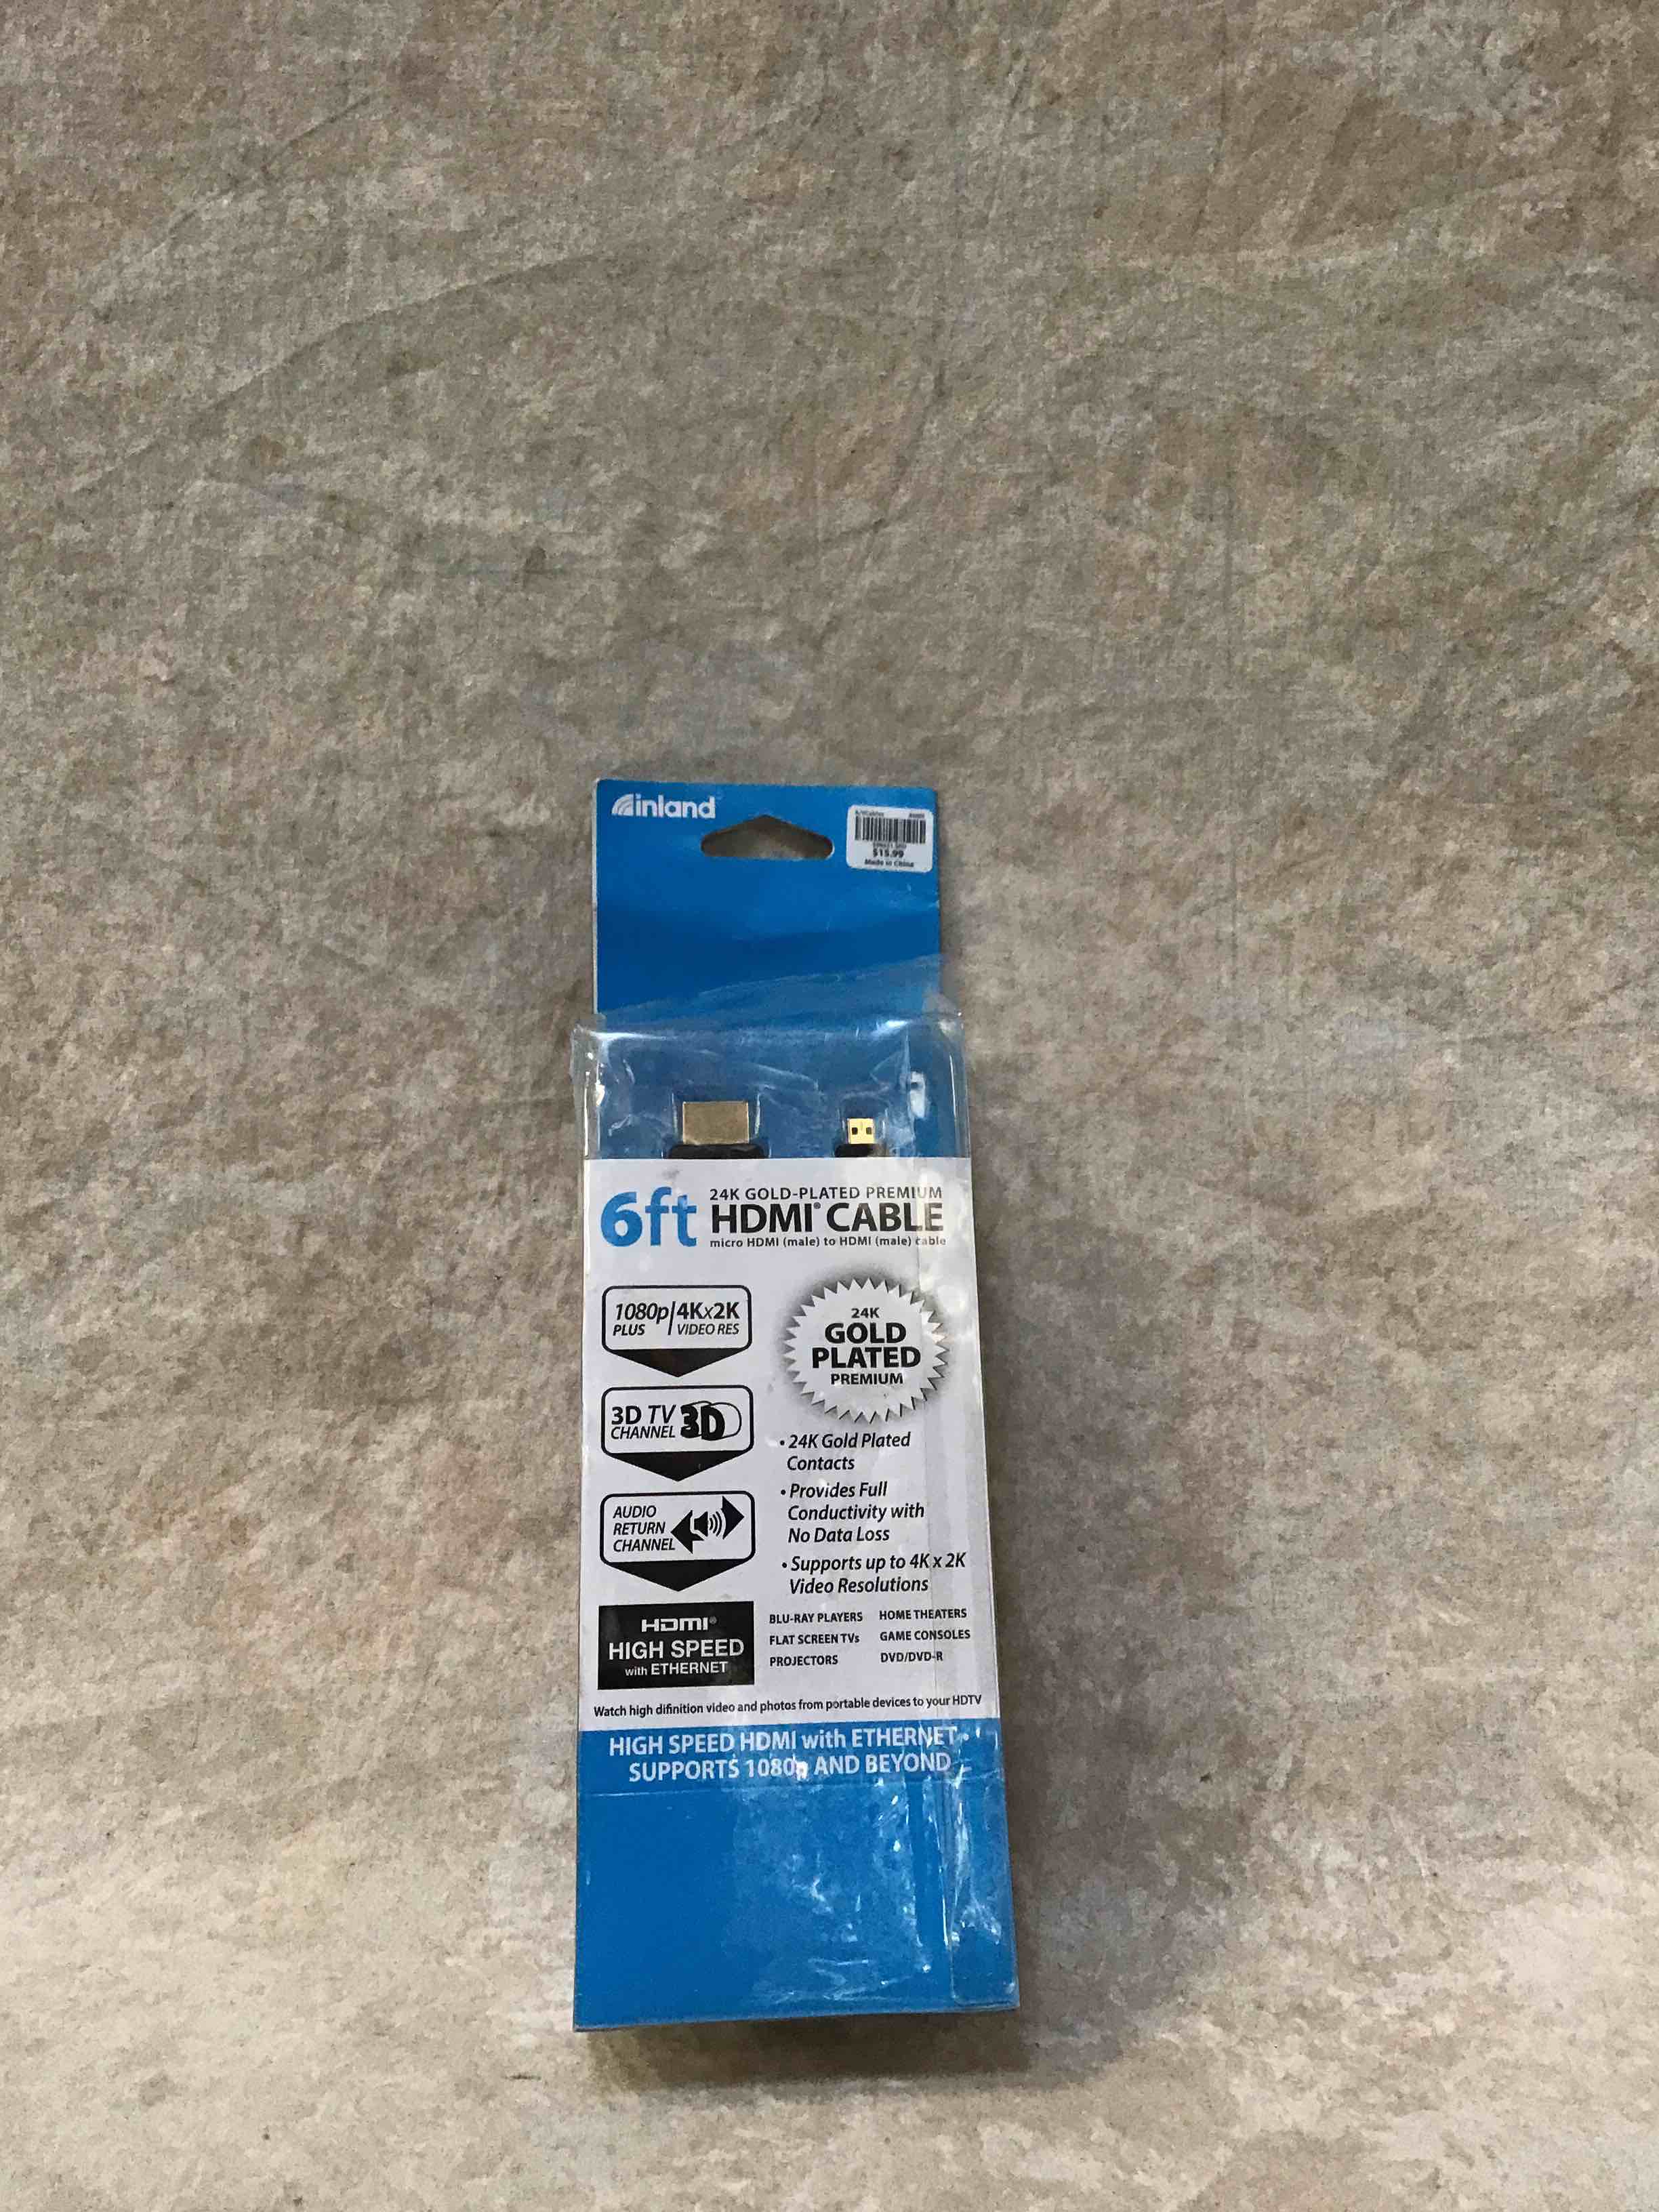 inland
$15.99
Made in China
6ft
24K GOLD-PLATED PREMIUM
HDMI® CABLE
micro HDMI (male) to HDMI (male) cable
1080p PLUS
4Kx2K VIDEO RES
24K
GOLD
PLATED
PREMIUM
3D TV
CHANNEL
3D
AUDIO
RETURN
CHANNEL
• 24K Gold Plated
Contacts
• Provides Full
Conductivity with
No Data Loss
• Supports up to 4K x 2K
Video Resolutions
HDMI®
HIGH SPEED
with ETHERNET
BLU-RAY PLAYERS HOME THEATERS
FLAT SCREEN TVs GAME CONSOLES
PROJECTORS DVD/DVD-R
Watch high difinition video and photos from portable devices to your HDTV
HIGH SPEED HDMI with ETHERNET •
SUPPORTS 1080p AND BEYOND